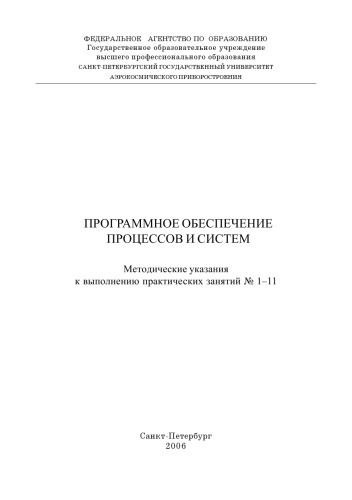 ФЕДЕРАЛЬНОЕ АГЕНТСТВО ПО ОБРАЗОВАНИЮ
Государственное образовательное учреждение
высшего профессионального образования
САНКТ-ПЕТЕРБУРГСКИЙ ГОСУДАРСТВЕННЫЙ УНИВЕРСИТЕТ
АЭРОКОСМИЧЕСКОГО ПРИБОРОСТРОЕНИЯ
ПРОГРАММНОЕ ОБЕСПЕЧЕНИЕ
ПРОЦЕССОВ И СИСТЕМ
Методические указания
к выполнению практических занятий № 1–11
Санкт-Петербург
2006